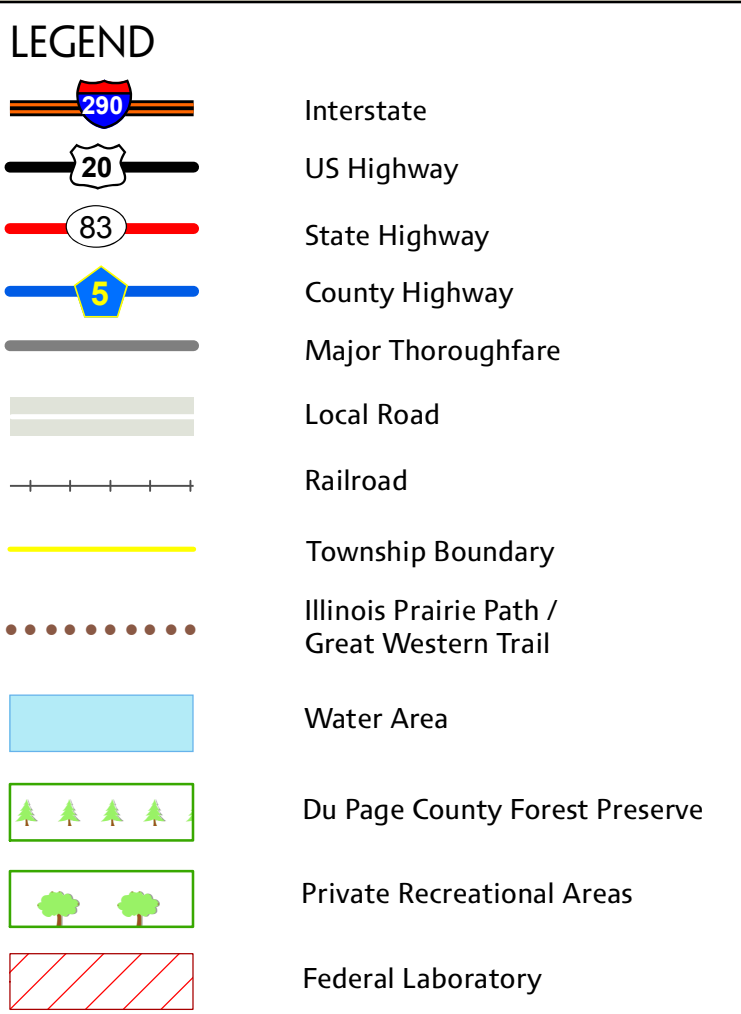 LEGEND
290 Interstate
20 US Highway
83 State Highway
5 County Highway
Major Thoroughfare
Local Road
Railroad
Township Boundary
Illinois Prairie Path /
Great Western Trail
Water Area
Du Page County Forest Preserve
Private Recreational Areas
Federal Laboratory